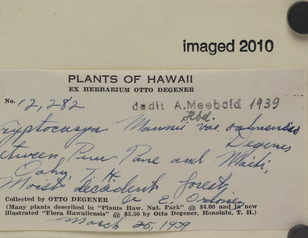 imaged 2010
PLANTS OF HAWAII
EX HERBARIUM OTTO DEGENER
No. 12,282 dedit A. Meebold 1939
Hbd.
Cryptocarya Mannii var. oahuensis
Degener
between Puu Pane and
Oahu, T.H.
Moist decadent forest
Collected by OTTO DEGENER & E.
(Many plants described in "Plants Haw. Nat. Park" @ $4.00 and in new
illustrated "Flora Hawaiiensis" @ $3.50 by Otto Degener, Honolulu, T. H.)
March 25, 1939